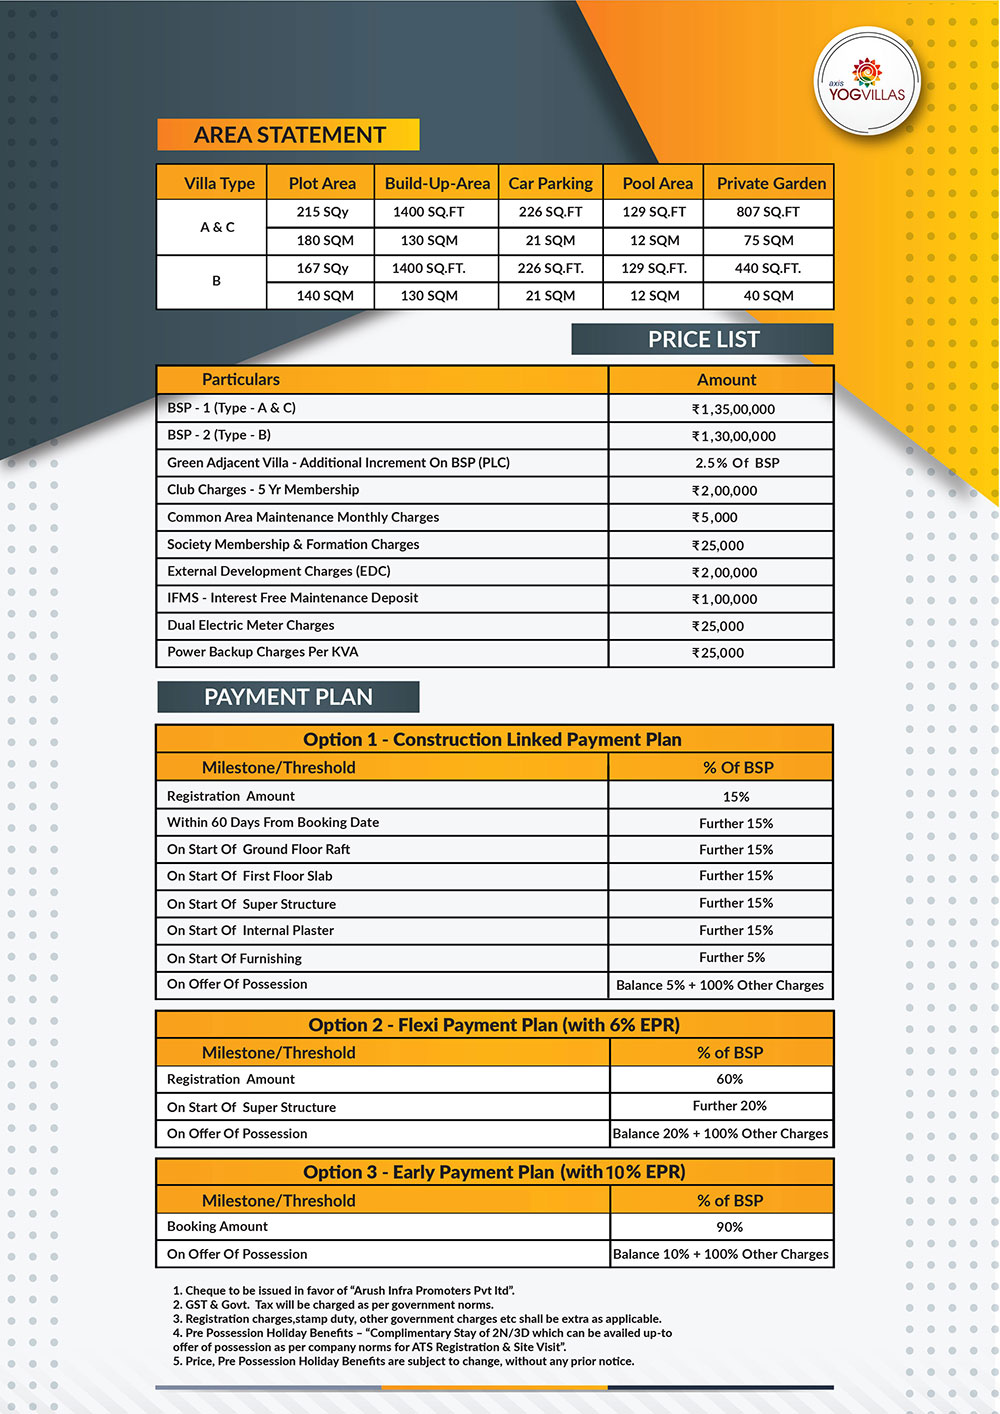 axis
YOGVILLAS
AREA STATEMENT
Villa Type Plot Area Build-Up-Area Car Parking Pool Area Private Garden
A & C
215 SQy 1400 SQ.FT 226 SQ.FT 129 SQ.FT 807 SQ.FT
180 SQM 130 SQM 21 SQM 12 SQM 75 SQM
B
167 SQy 1400 SQ.FT. 226 SQ.FT. 129 SQ.FT. 440 SQ.FT.
140 SQM 130 SQM 21 SQM 12 SQM 40 SQM
PRICE LIST
Particulars Amount
BSP - 1 (Type - A & C) ₹1,35,00,000
BSP - 2 (Type - B) ₹1,30,00,000
Green Adjacent Villa - Additional Increment On BSP (PLC) 2.5% Of BSP
Club Charges - 5 Yr Membership ₹2,00,000
Common Area Maintenance Monthly Charges ₹5,000
Society Membership & Formation Charges ₹25,000
External Development Charges (EDC) ₹2,00,000
IFMS - Interest Free Maintenance Deposit ₹1,00,000
Dual Electric Meter Charges ₹25,000
Power Backup Charges Per KVA ₹25,000
PAYMENT PLAN
Option 1 - Construction Linked Payment Plan
Milestone/Threshold % Of BSP
Registration Amount 15%
Within 60 Days From Booking Date Further 15%
On Start Of Ground Floor Raft Further 15%
On Start Of First Floor Slab Further 15%
On Start Of Super Structure Further 15%
On Start Of Internal Plaster Further 15%
On Start Of Furnishing Further 5%
On Offer Of Possession Balance 5% + 100% Other Charges
Option 2 - Flexi Payment Plan (with 6% EPR)
Milestone/Threshold % of BSP
Registration Amount 60%
On Start Of Super Structure Further 20%
On Offer Of Possession Balance 20% + 100% Other Charges
Option 3 - Early Payment Plan (with 10% EPR)
Milestone/Threshold % of BSP
Booking Amount 90%
On Offer Of Possession Balance 10% + 100% Other Charges
1. Cheque to be issued in favor of “Arush Infra Promoters Pvt ltd”.
2. GST & Govt. Tax will be charged as per government norms.
3. Registration charges,stamp duty, other government charges etc shall be extra as applicable.
4. Pre Possession Holiday Benefits – “Complimentary Stay of 2N/3D which can be availed up-to
offer of possession as per company norms for ATS Registration & Site Visit”.
5. Price, Pre Possession Holiday Benefits are subject to change, without any prior notice.